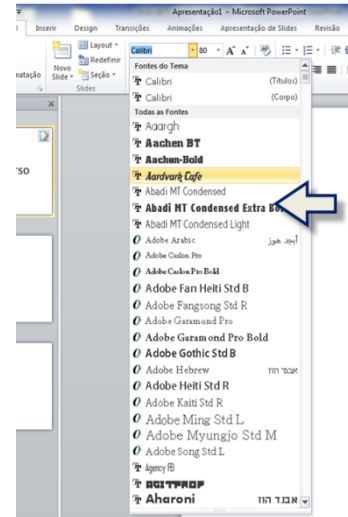 Apresentação1 - Microsoft PowerPoint
Inserir Design Transições Animações Apresentação de Slides Revisão
Layout
Redefinir
Seção
Novo
Slide
Slides
Calibri 80
Fontes do Tema
Calibri (Títulos)
Calibri (Corpo)
Todas as Fontes
Aaargh
Aachen BT
Aachen-Bold
Aardvark Cafe
Abadi MT Condensed
Abadi MT Condensed Extra
Abadi MT Condensed Light
Adobe Arabic أبجد هوز
Adobe Caslon Pro
Adobe Caslon Pro Bold
Adobe Fan Heiti Std B
Adobe Fangsong Std R
Adobe Garamond Pro
Adobe Garamond Pro Bold
Adobe Gothic Std B
Adobe Hebrew אבגד הוז
Adobe Heiti Std R
Adobe Kaiti Std R
Adobe Ming Std L
Adobe Myungjo Std M
Adobe Song Std L
Agency FB
AGITPROP
Aharoni אבגד הוז